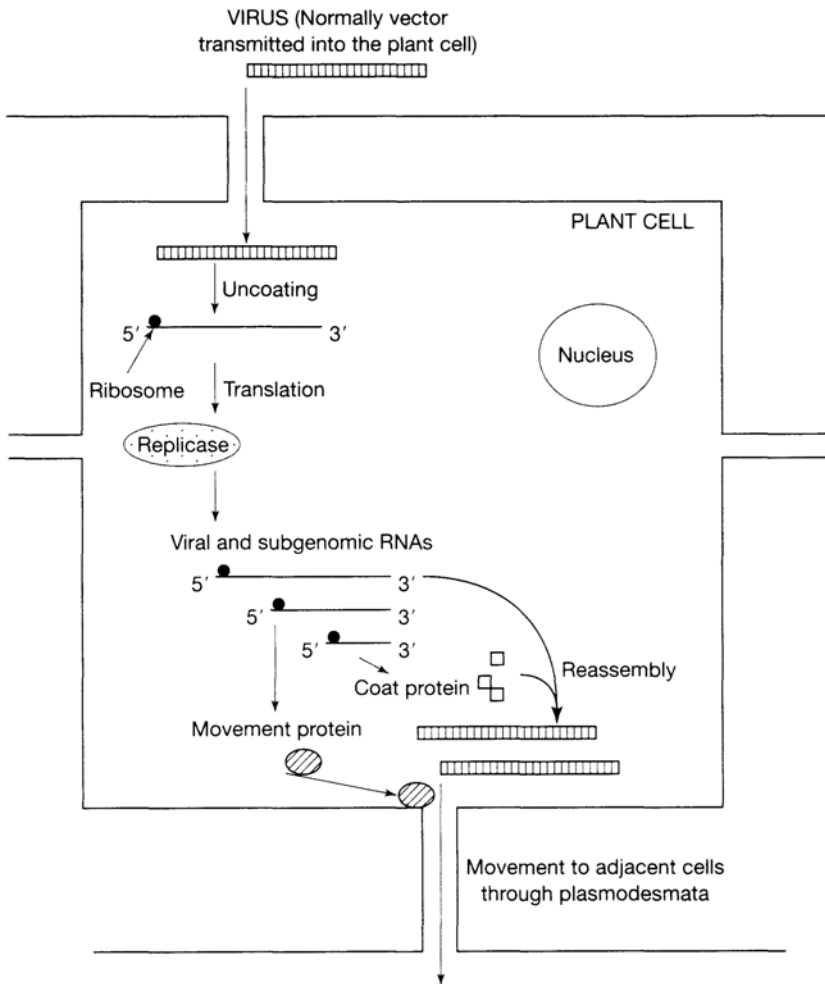 VIRUS (Normally vector
transmitted into the plant cell)
PLANT CELL
Uncoating
5′ 3′
Ribosome
Translation
Nucleus
Replicase
Viral and subgenomic RNAs
5′ 3′
5′ 3′
5′ 3′
Coat protein
Reassembly
Movement protein
Movement to adjacent cells
through plasmodesmata